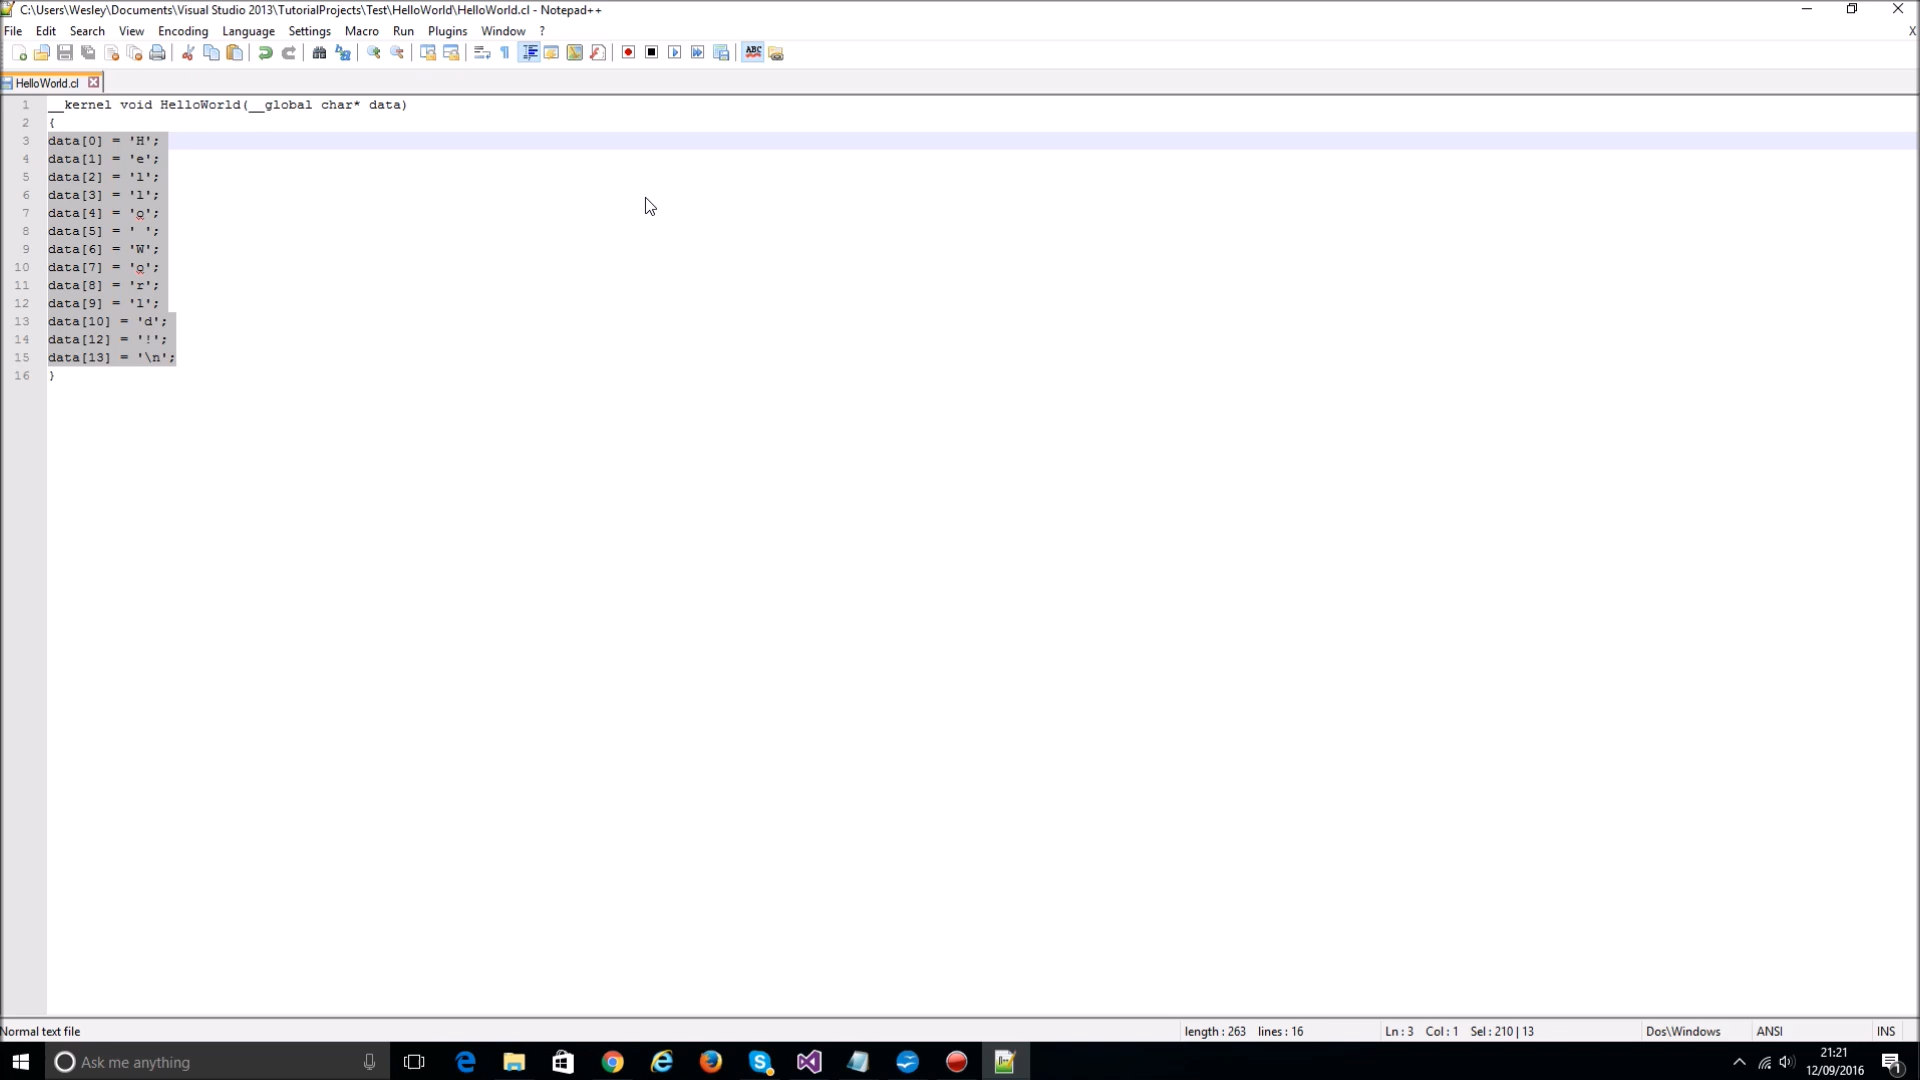 C:\Users\Wesley\Documents\Visual Studio 2013\TutorialProjects\Test\HelloWorld\HelloWorld.cl - Notepad++
File Edit Search View Encoding Language Settings Macro Run Plugins Window ? X
ABC
HelloWorld.cl
1 __kernel void HelloWorld(__global char* data)
2 {
3 data[0] = 'H';
4 data[1] = 'e';
5 data[2] = 'l';
6 data[3] = 'l';
7 data[4] = 'o';
8 data[5] = ' ';
9 data[6] = 'W';
10 data[7] = 'o';
11 data[8] = 'r';
12 data[9] = 'l';
13 data[10] = 'd';
14 data[12] = '!';
15 data[13] = '\n';
16 }
Normal text file length : 263 lines : 16 Ln : 3 Col : 1 Sel : 210 | 13 Dos\Windows ANSI INS
Ask me anything
21:21
12/09/2016
1